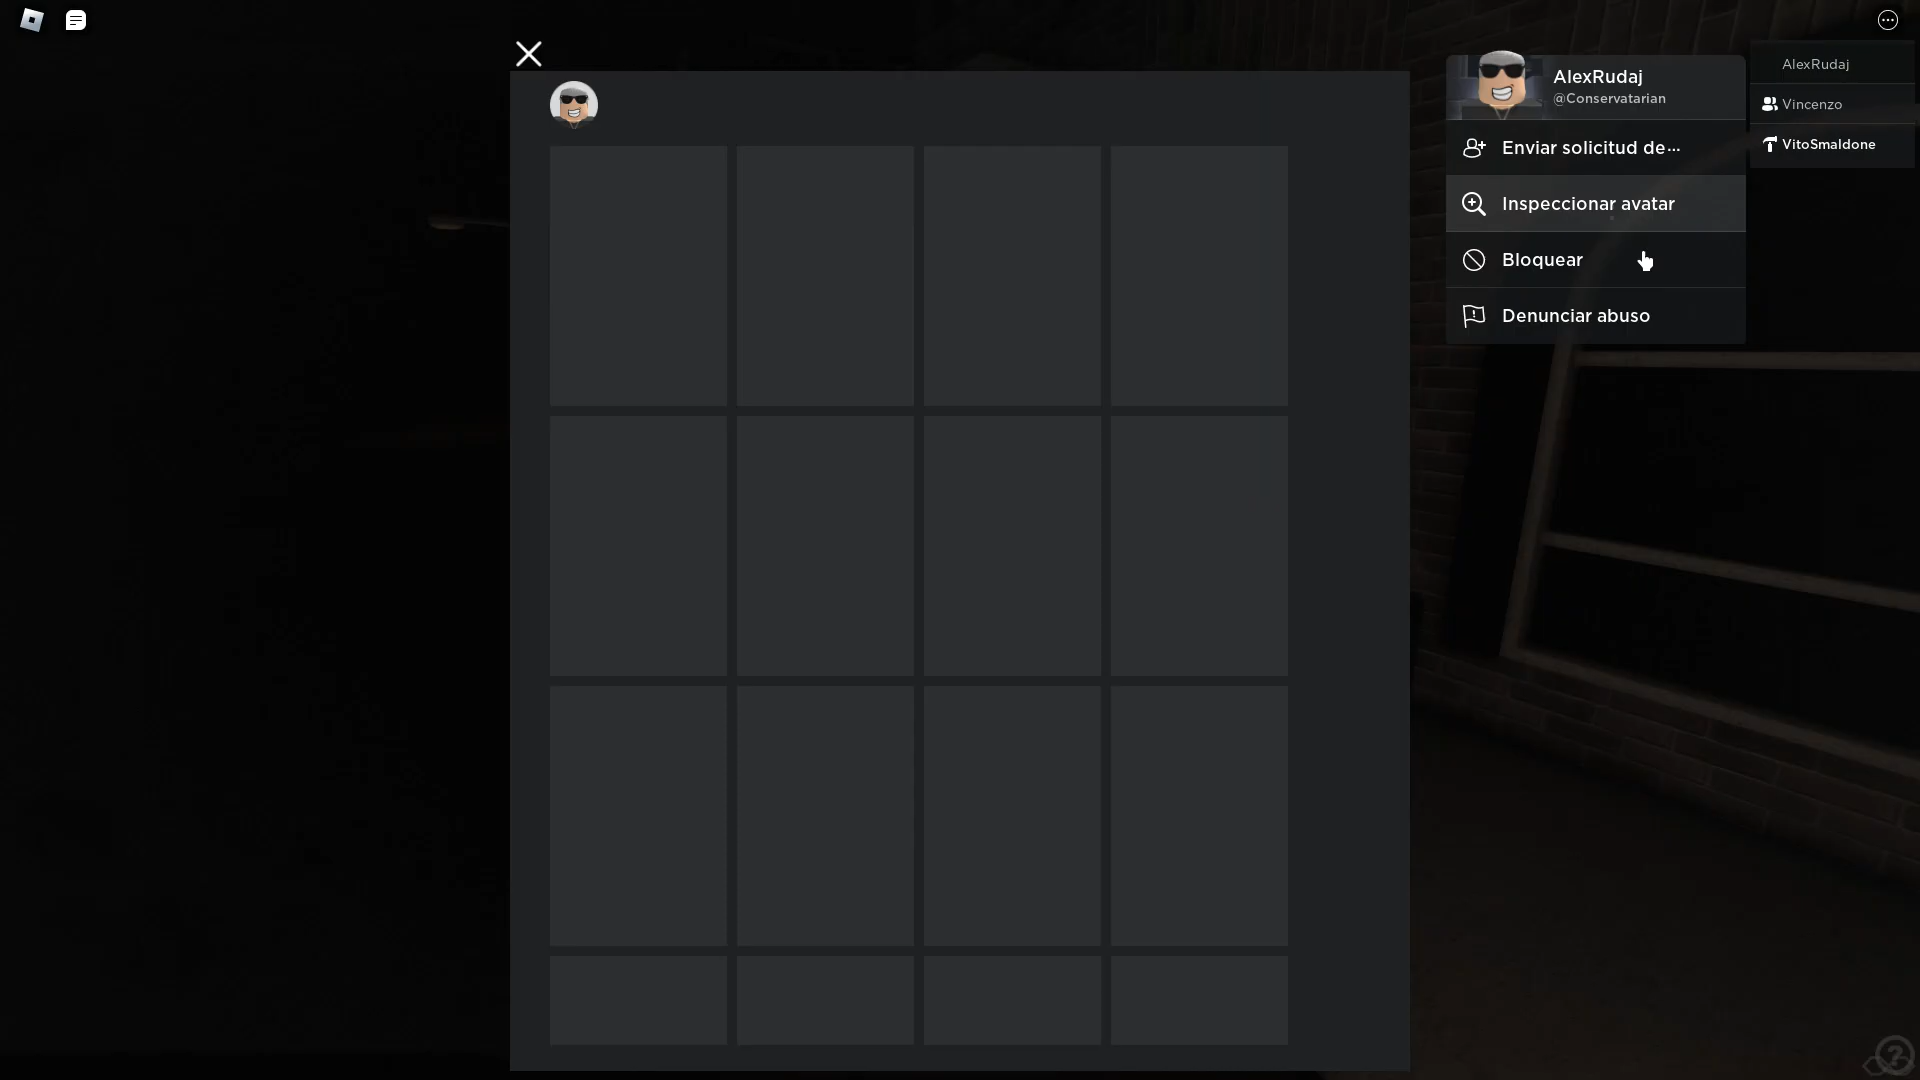 AlexRudaj
@Conservatarian
Enviar solicitud de...
Inspeccionar avatar
Bloquear
Denunciar abuso
AlexRudaj
Vincenzo
VitoSmaldone
?